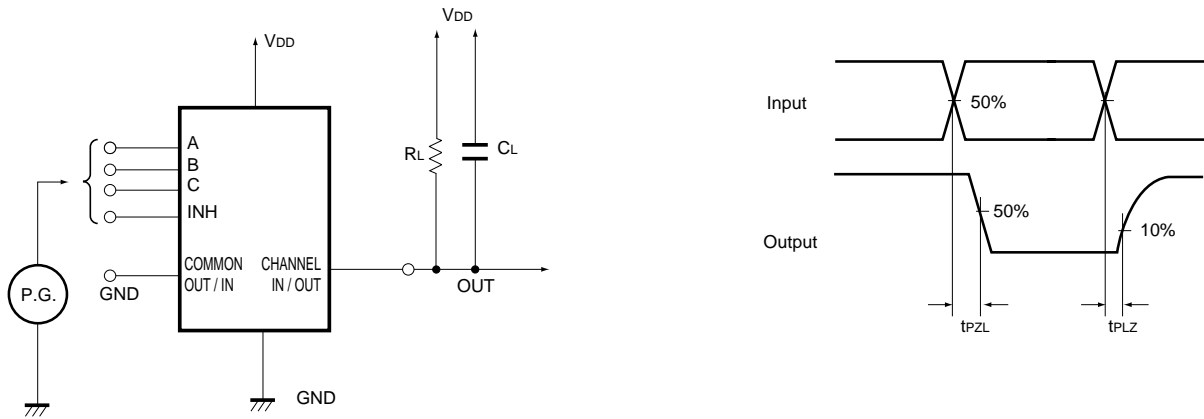 VDD
VDD
A
B
C
INH
RL
CL
COMMON
OUT / IN
CHANNEL
IN / OUT
GND
OUT
P.G.
GND
Input
50%
Output
50%
10%
tPZL
tPLZ